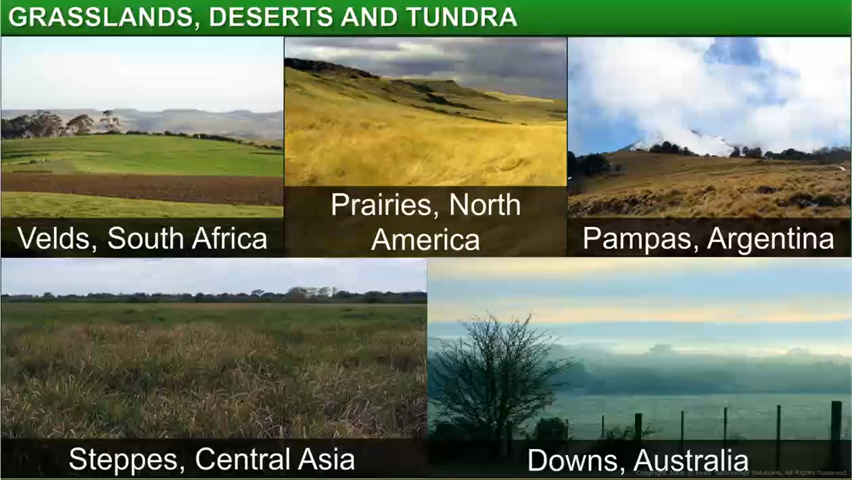 GRASSLANDS, DESERTS AND TUNDRA
Velds, South Africa
Prairies, North
America
Pampas, Argentina
Steppes, Central Asia
Downs, Australia